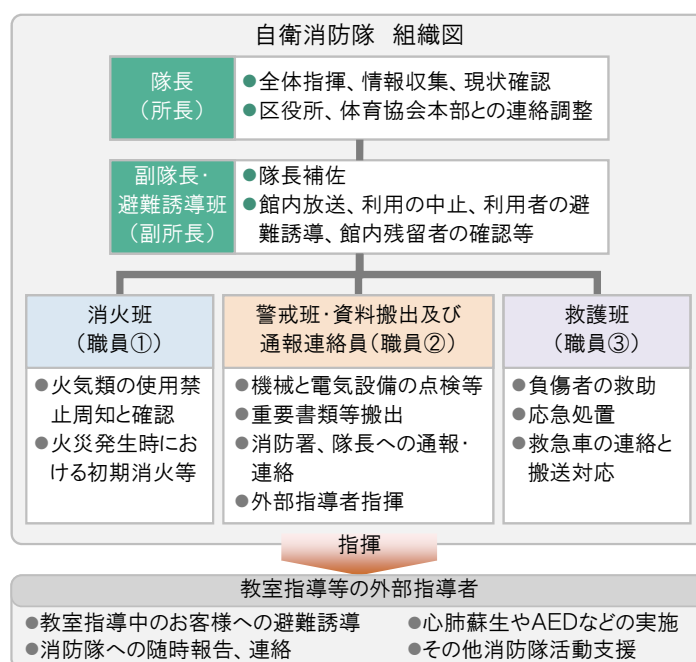 自衛消防隊 組織図
隊長
（所長）
●全体指揮、情報収集、現状確認
●区役所、体育協会本部との連絡調整
副隊長・
避難誘導班
（副所長）
●隊長補佐
●館内放送、利用の中止、利用者の避
難誘導、館内残留者の確認等
消火班
（職員①）
●火気類の使用禁
止周知と確認
●火災発生時にお
ける初期消火等
警戒班・資料搬出及び
通報連絡員（職員②）
●機械と電気設備の点検等
●重要書類等搬出
●消防署、隊長への通報・
連絡
●外部指導者指揮
救護班
（職員③）
●負傷者の救助
●応急処置
●救急車の連絡と
搬送対応
指揮
教室指導等の外部指導者
●教室指導中のお客様への避難誘導
●消防隊への随時報告、連絡
●心肺蘇生やAEDなどの実施
●その他消防隊活動支援